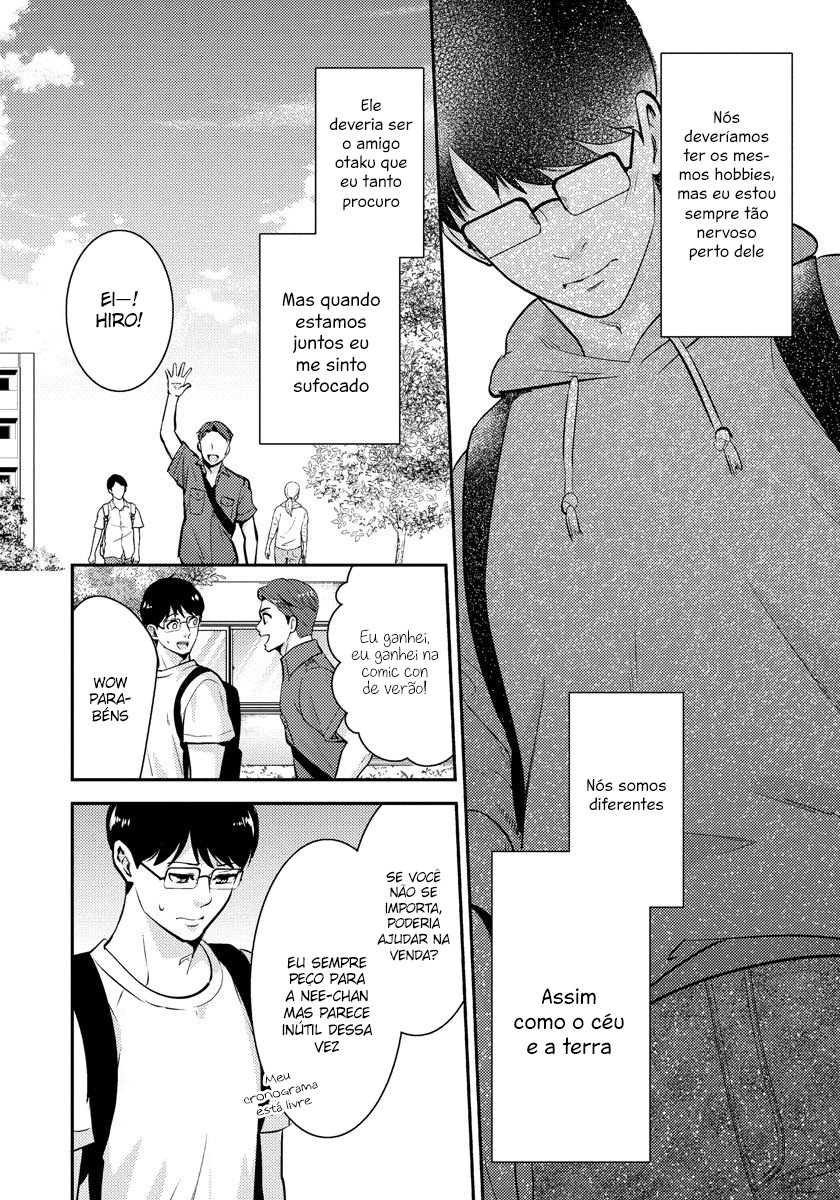 Nós
deveríamos
ter os mes-
mos hobbies,
mas eu estou
sempre tão
nervoso
perto dele
Ele
deveria ser
o amigo
otaku que
eu tanto
procuro
Mas quando
estamos
juntos eu
me sinto
sufocado
EI—!
HIRO!
Eu ganhei,
eu ganhei na
comic con
de verão!
WOW
PARA-
BÉNS
Nós somos
diferentes
Assim
como o céu
e a terra
SE VOCÊ
NÃO SE
IMPORTA,
PODERIA
AJUDAR NA
VENDA?
EU SEMPRE
PEÇO PARA
A NEE-CHAN
MAS PARECE
INÚTIL DESSA
VEZ
Meu
cronograma
está livre